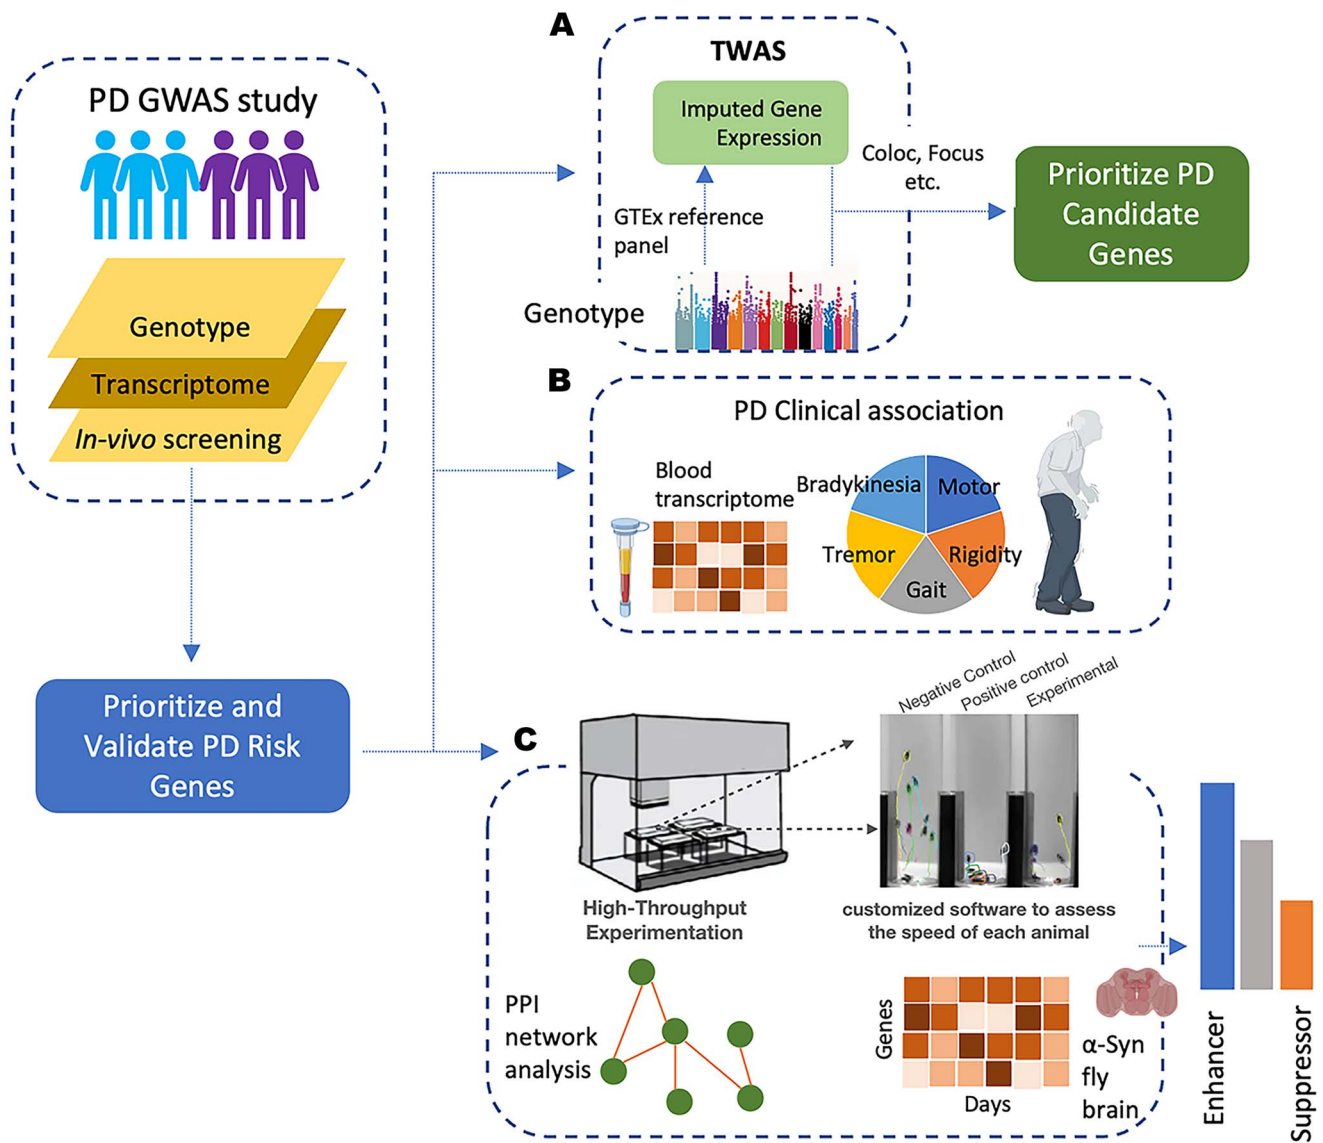 PD GWAS study
Genotype
Transcriptome
In-vivo screening
Prioritize and
Validate PD Risk
Genes
A
TWAS
Imputed Gene
Expression
GTEx reference
panel
Genotype
Coloc, Focus
etc.
Prioritize PD
Candidate
Genes
B
PD Clinical association
Blood
transcriptome
Bradykinesia
Motor
Tremor
Rigidity
Gait
C
Negative Control
Positive control
Experimental
High-Throughput
Experimentation
customized software to assess
the speed of each animal
PPI
network
analysis
Genes
Days
α-Syn
fly
brain
Enhancer
Suppressor